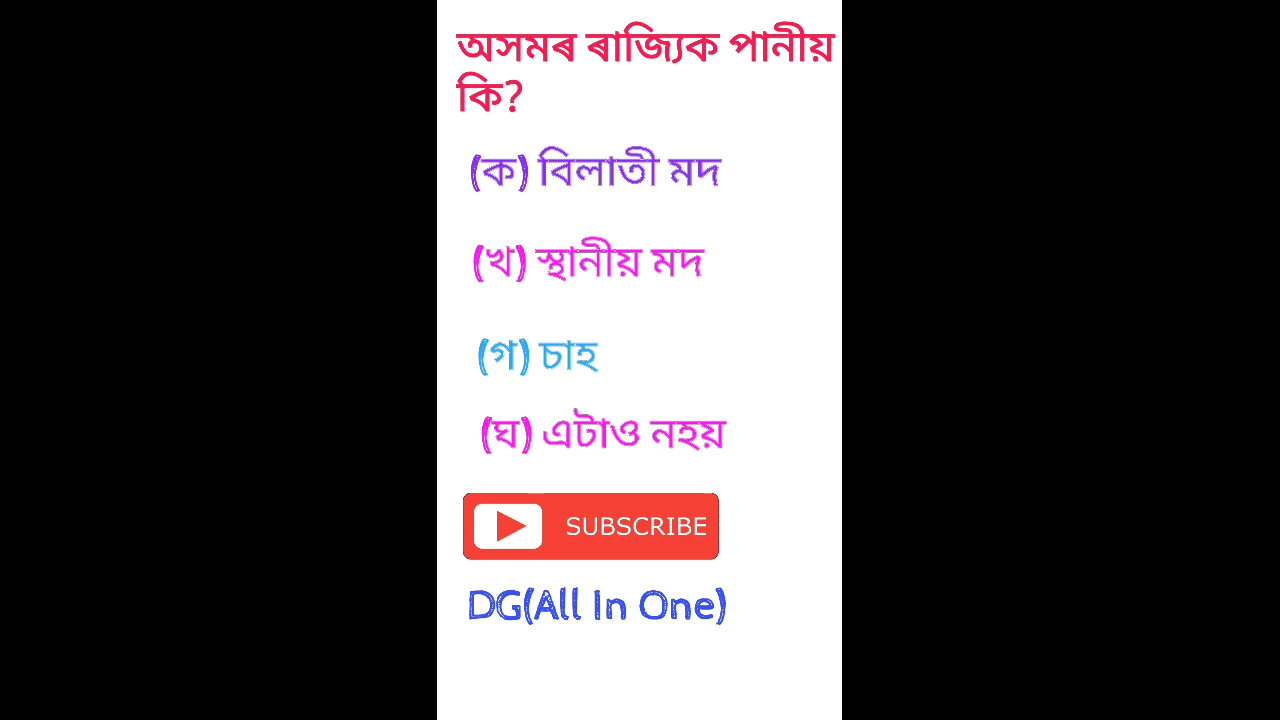 অসমৰ ৰাজ্যিক পানীয়
কি?
(ক) বিলাতী মদ
(খ) স্থানীয় মদ
(গ) চাহ
(ঘ) এটাও নহয়
SUBSCRIBE
DG(All In One)